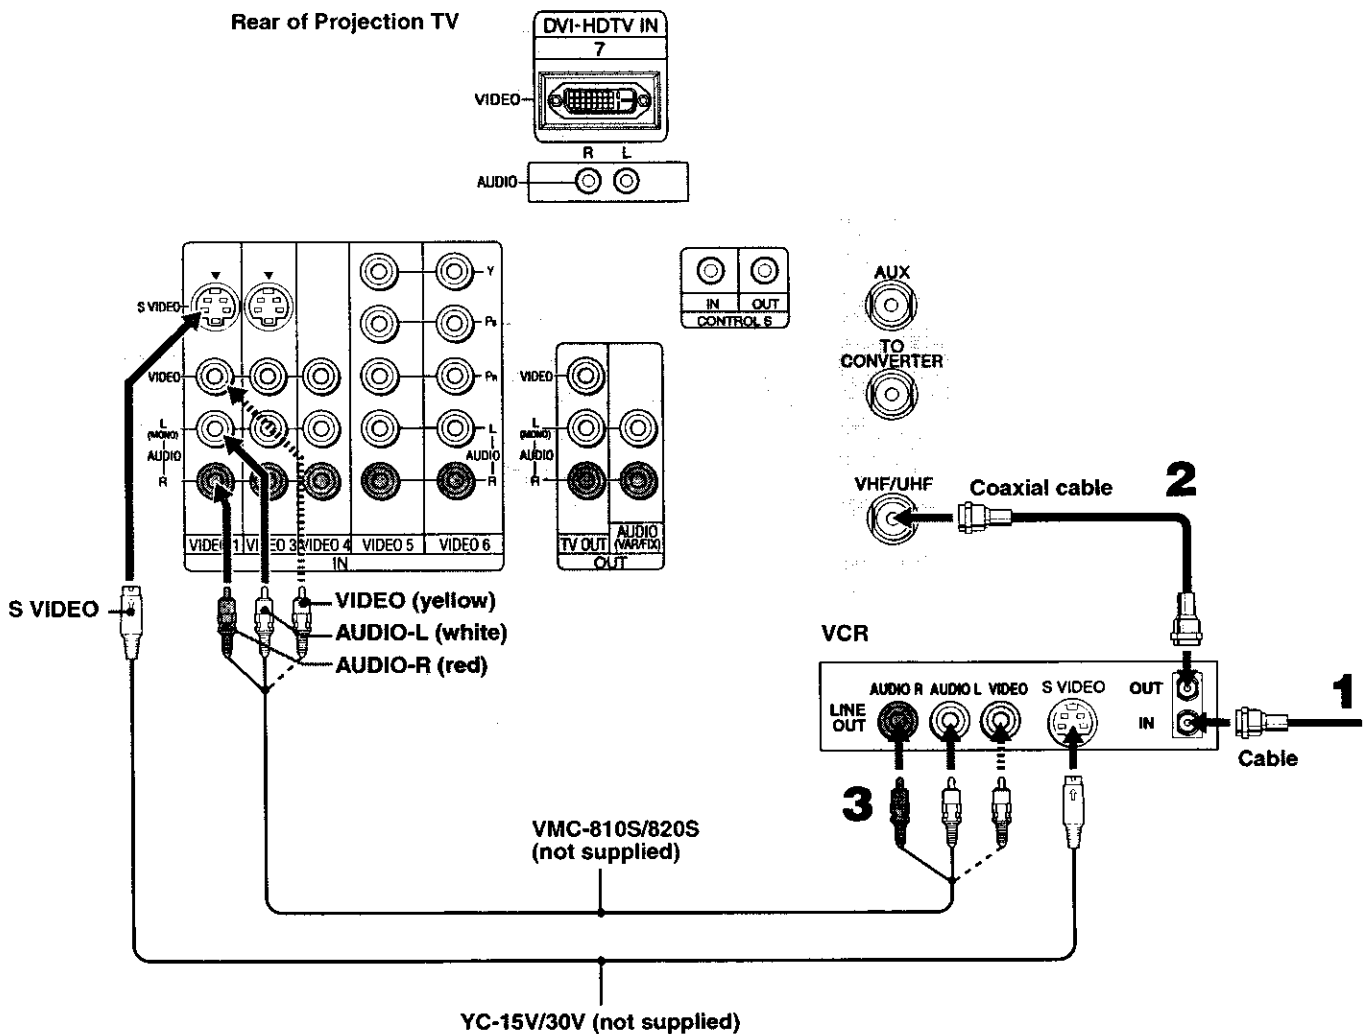 Rear of Projection TV
DVI-HDTV IN
7
VIDEO
R L
AUDIO
S VIDEO
VIDEO
L
(MONO)
AUDIO
R
Y
PB
PR
L
AUDIO
R
VIDEO 1 VIDEO 3 VIDEO 4 VIDEO 5 VIDEO 6
IN
VIDEO
L
(MONO)
AUDIO
R
TV OUT
AUDIO
(VAR/FIX)
OUT
IN OUT
CONTROL S
AUX
TO
CONVERTER
VHF/UHF
Coaxial cable
2
S VIDEO
VIDEO (yellow)
AUDIO-L (white)
AUDIO-R (red)
VCR
LINE
OUT
AUDIO R AUDIO L VIDEO
S VIDEO
OUT
IN
1
Cable
3
VMC-810S/820S
(not supplied)
YC-15V/30V (not supplied)